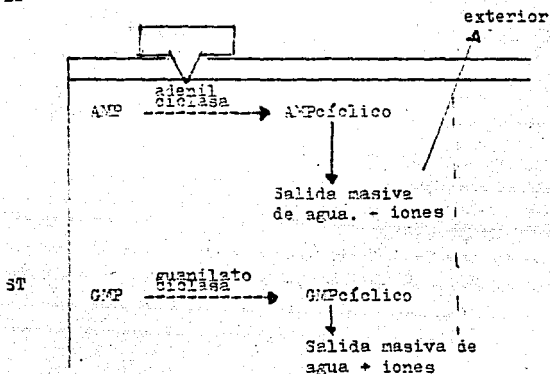 exterior
adenil
ciclasa
AMP
AMPcíclico
Salida masiva
de agua. + iones
guanilato
ciclasa
ST
GMP
GMPcíclico
Salida masiva de
agua + iones